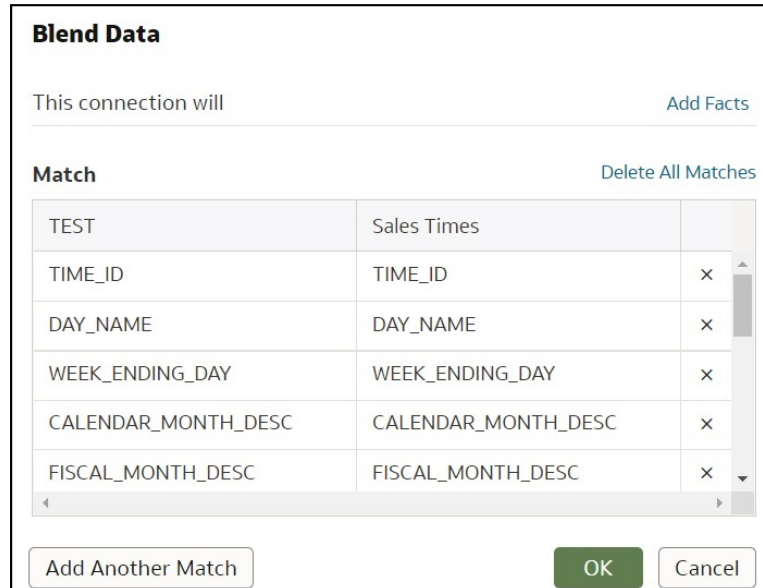 Blend Data
This connection will Add Facts
Match Delete All Matches
TEST Sales Times
TIME_ID TIME_ID ×
DAY_NAME DAY_NAME ×
WEEK_ENDING_DAY WEEK_ENDING_DAY ×
CALENDAR_MONTH_DESC CALENDAR_MONTH_DESC ×
FISCAL_MONTH_DESC FISCAL_MONTH_DESC ×
Add Another Match OK Cancel